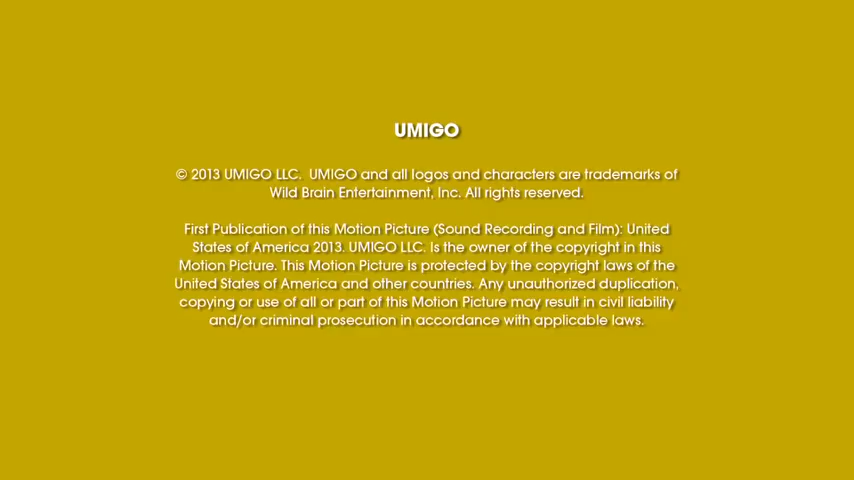 UMIGO
© 2013 UMIGO LLC.  UMIGO and all logos and characters are trademarks of
Wild Brain Entertainment, Inc. All rights reserved.
First Publication of this Motion Picture (Sound Recording and Film): United
States of America 2013. UMIGO LLC. Is the owner of the copyright in this
Motion Picture. This Motion Picture is protected by the copyright laws of the
United States of America and other countries. Any unauthorized duplication,
copying or use of all or part of this Motion Picture may result in civil liability
and/or criminal prosecution in accordance with applicable laws.